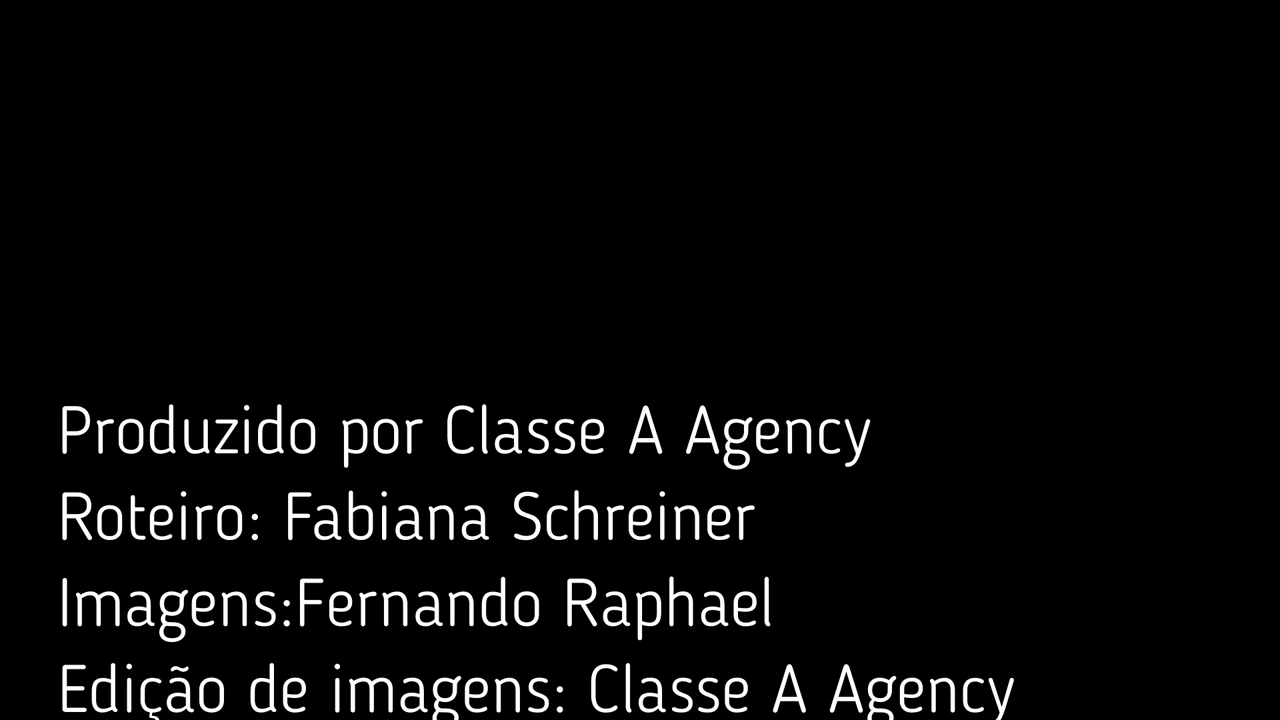 Produzido por Classe A Agency
Roteiro: Fabiana Schreiner
Imagens:Fernando Raphael
Edição de imagens: Classe A Agency